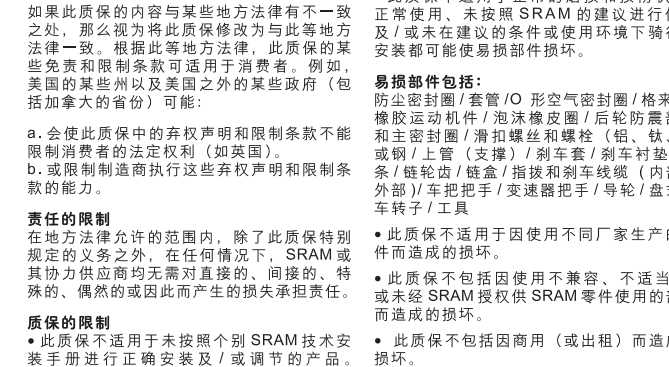 如果此质保的内容与某些地方法律有不一致
之处，那么视为将此质保修改为与此等地方
法律一致。根据此等地方法律，此质保的某
些免责和限制条款可适用于消费者。例如，
美国的某些州以及美国之外的某些政府（包
括加拿大的省份）可能：
a. 会使此质保中的弃权声明和限制条款不能
限制消费者的法定权利（如英国）。
b. 或限制制造商执行这些弃权声明和限制条
款的能力。
责任的限制
在地方法律允许的范围内，除了此质保特别
规定的义务之外，在任何情况下，SRAM 或
其协力供应商均无需对直接的、间接的、特
殊的、偶然的或因此而产生的损失承担责任。
质保的限制
• 此质保不适用于未按照个别 SRAM 技术安
装手册进行正确安装及 / 或调节的产品。
正常使用、未按照 SRAM 的建议进行
及 / 或未在建议的条件或使用环境下骑
安装都可能使易损部件损坏。
易损部件包括：
防尘密封圈 / 套管 /O 形空气密封圈 / 格
橡胶运动机件 / 泡沫橡皮圈 / 后轮防震
和主密封圈 / 滑扣螺丝和螺栓（铝、钛、
或钢 / 上管（支撑）/ 刹车套 / 刹车衬垫
条 / 链轮齿 / 链盒 / 指拨和刹车线缆（内
外部 )/ 车把把手 / 变速器把手 / 导轮 / 盘
车转子 / 工具
• 此质保不适用于因使用不同厂家生产
件而造成的损坏。
• 此质保不包括因使用不兼容、不适当
或未经 SRAM 授权供 SRAM 零件使用的
而造成的损坏。
• 此质保不包括因商用（或出租）而造
损坏。